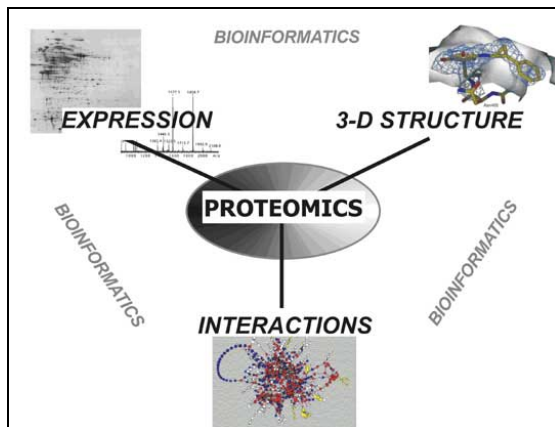 BIOINFORMATICS
EXPRESSION
3-D STRUCTURE
PROTEOMICS
BIOINFORMATICS
BIOINFORMATICS
INTERACTIONS